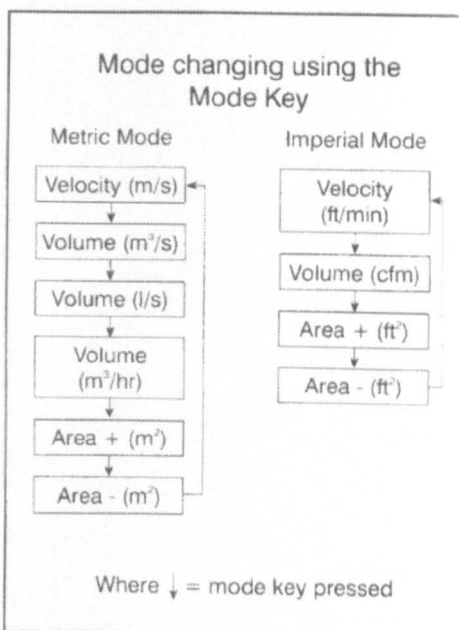 Mode changing using the
Mode Key
Metric Mode
Velocity (m/s)
Volume (m³/s)
Volume (l/s)
Volume
(m³/hr)
Area + (m²)
Area - (m²)
Imperial Mode
Velocity
(ft/min)
Volume (cfm)
Area + (ft²)
Area - (ft²)
Where ↓ = mode key pressed